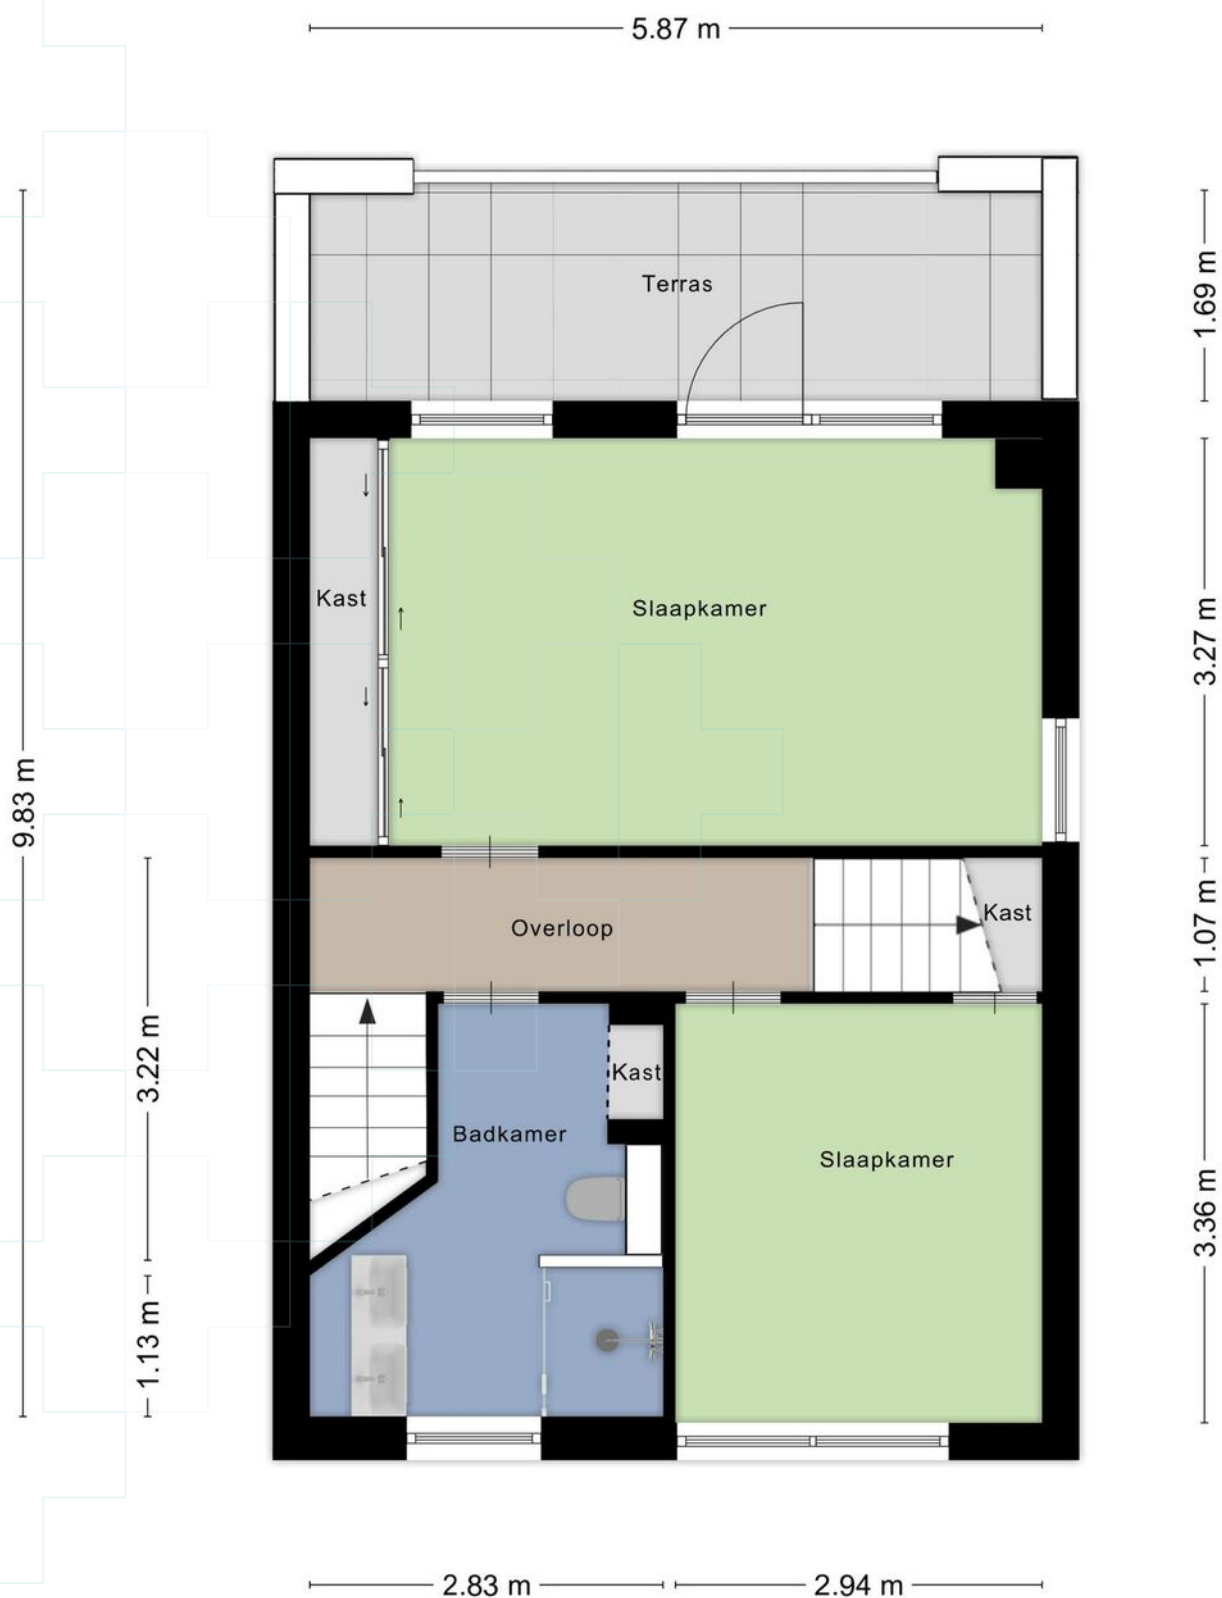 5.87 m
Terras
1.69 m
Kast
Slaapkamer
3.27 m
9.83 m
Overloop
Kast
1.07 m
3.22 m
Kast
Badkamer
Slaapkamer
3.36 m
1.13 m
2.83 m
2.94 m